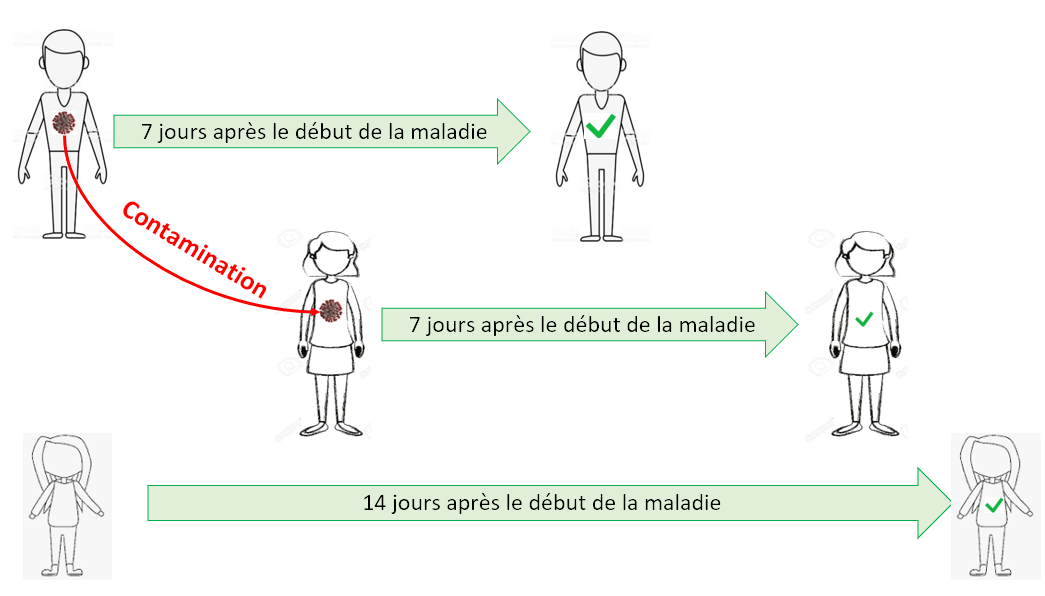 7 jours après le début de la maladie
Contamination
7 jours après le début de la maladie
14 jours après le début de la maladie